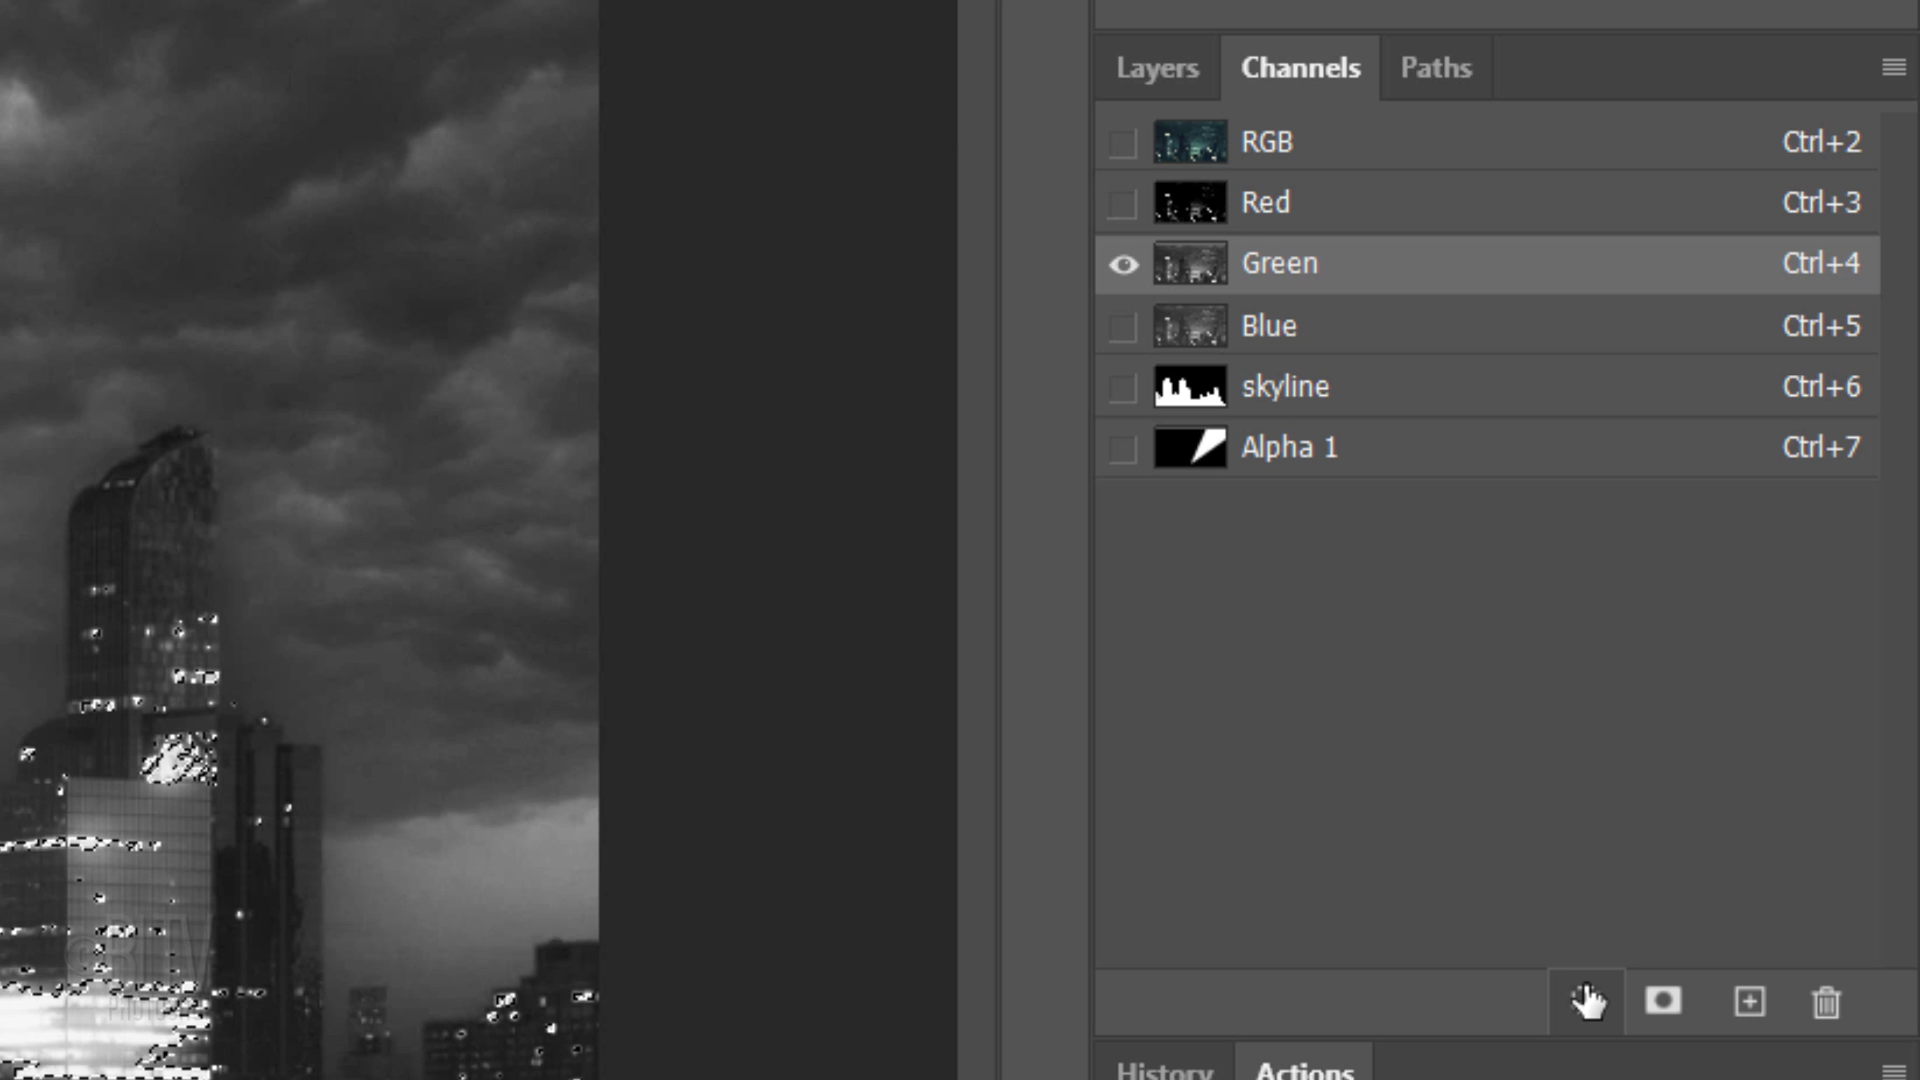 Layers Channels Paths
RGB Ctrl+2
Red Ctrl+3
Green Ctrl+4
Blue Ctrl+5
skyline Ctrl+6
Alpha 1 Ctrl+7
History Actions